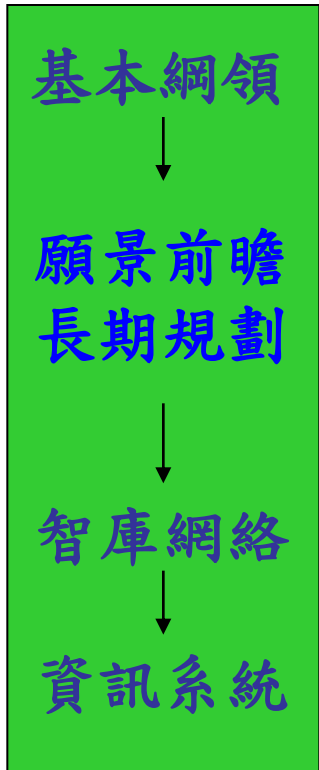 基本綱領
願景前瞻
長期規劃
智庫網絡
資訊系統